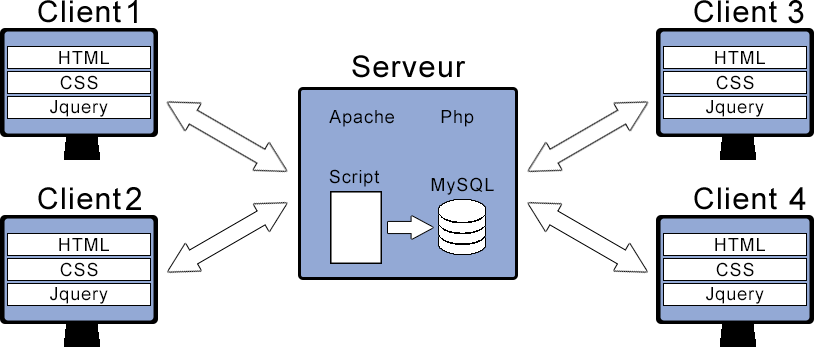 Client1
HTML
CSS
Jquery
Client2
HTML
CSS
Jquery
Serveur
Apache Php
Script
MySQL
Client 3
HTML
CSS
Jquery
Client 4
HTML
CSS
Jquery